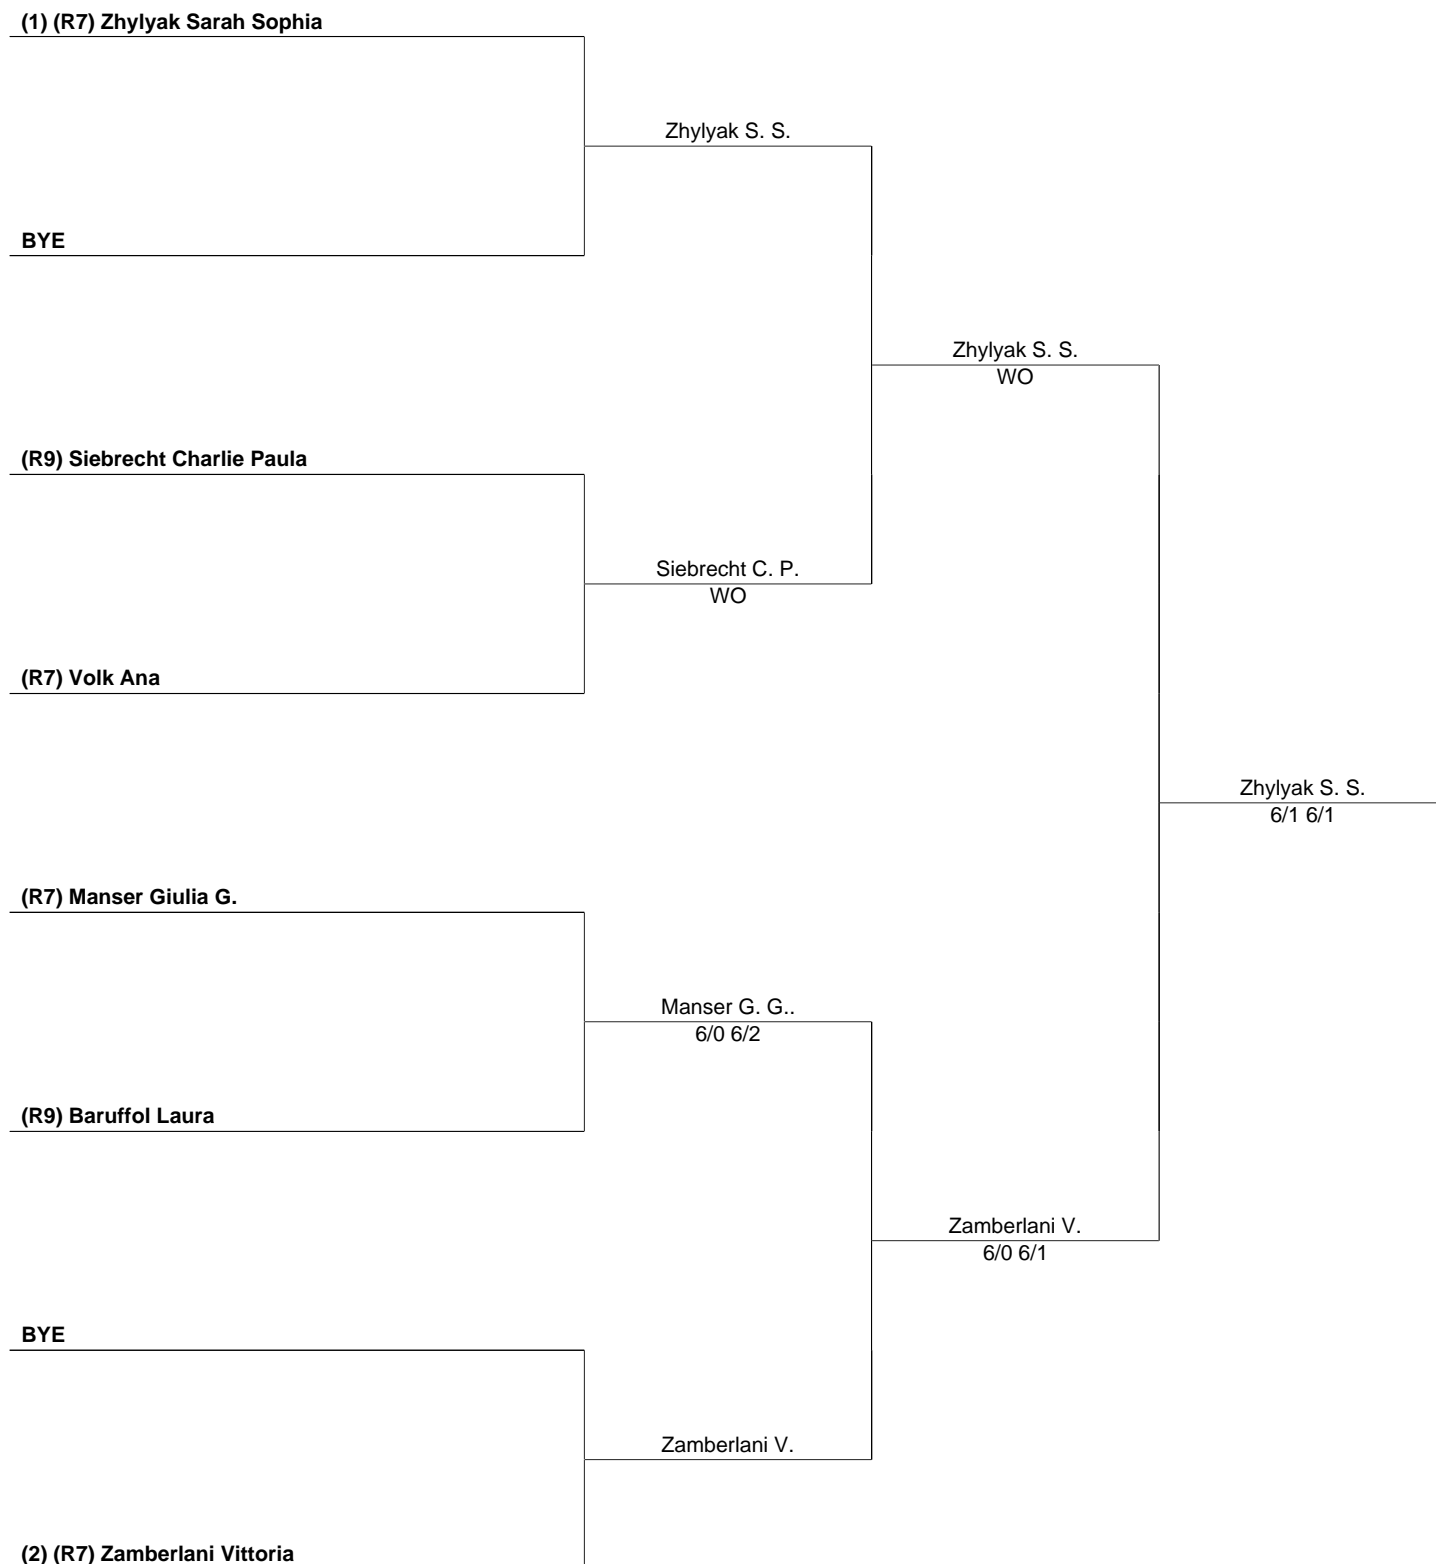 (1) (R7) Zhylyak Sarah Sophia
Zhylyak S. S.
BYE
Zhylyak S. S.
WO
(R9) Siebrecht Charlie Paula
Siebrecht C. P.
WO
(R7) Volk Ana
Zhylyak S. S.
6/1 6/1
(R7) Manser Giulia G.
Manser G. G..
6/0 6/2
(R9) Baruffol Laura
Zamberlani V.
6/0 6/1
BYE
Zamberlani V.
(2) (R7) Zamberlani Vittoria